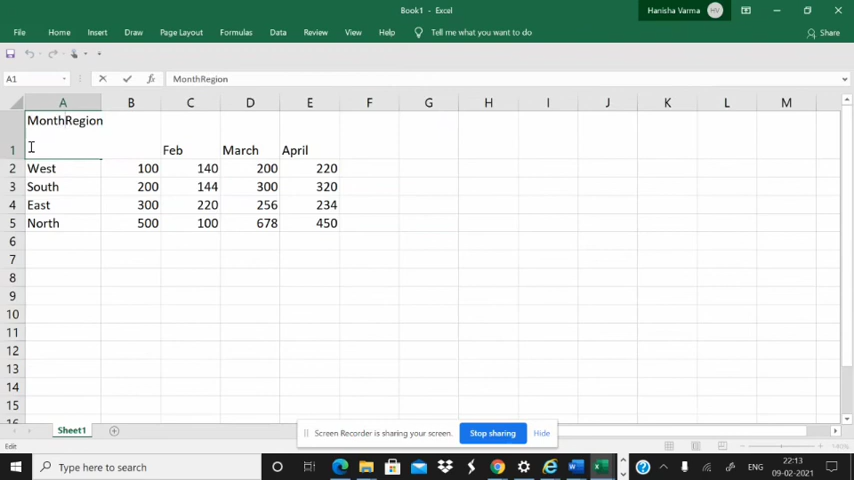 Book1 - Excel
Hanisha Varma HV
File Home Insert Draw Page Layout Formulas Data Review View Help Tell me what you want to do Share
A1 fx MonthRegion
A B C D E F G H I J K L M
MonthRegion
1 Feb March April
2 West 100 140 200 220
3 South 200 144 300 320
4 East 300 220 256 234
5 North 500 100 678 450
6
7
8
9
10
11
12
13
14
15
16
Sheet1
Screen Recorder is sharing your screen. Stop sharing Hide
Edit 140%
Type here to search
ENG
22:13
09-02-2021